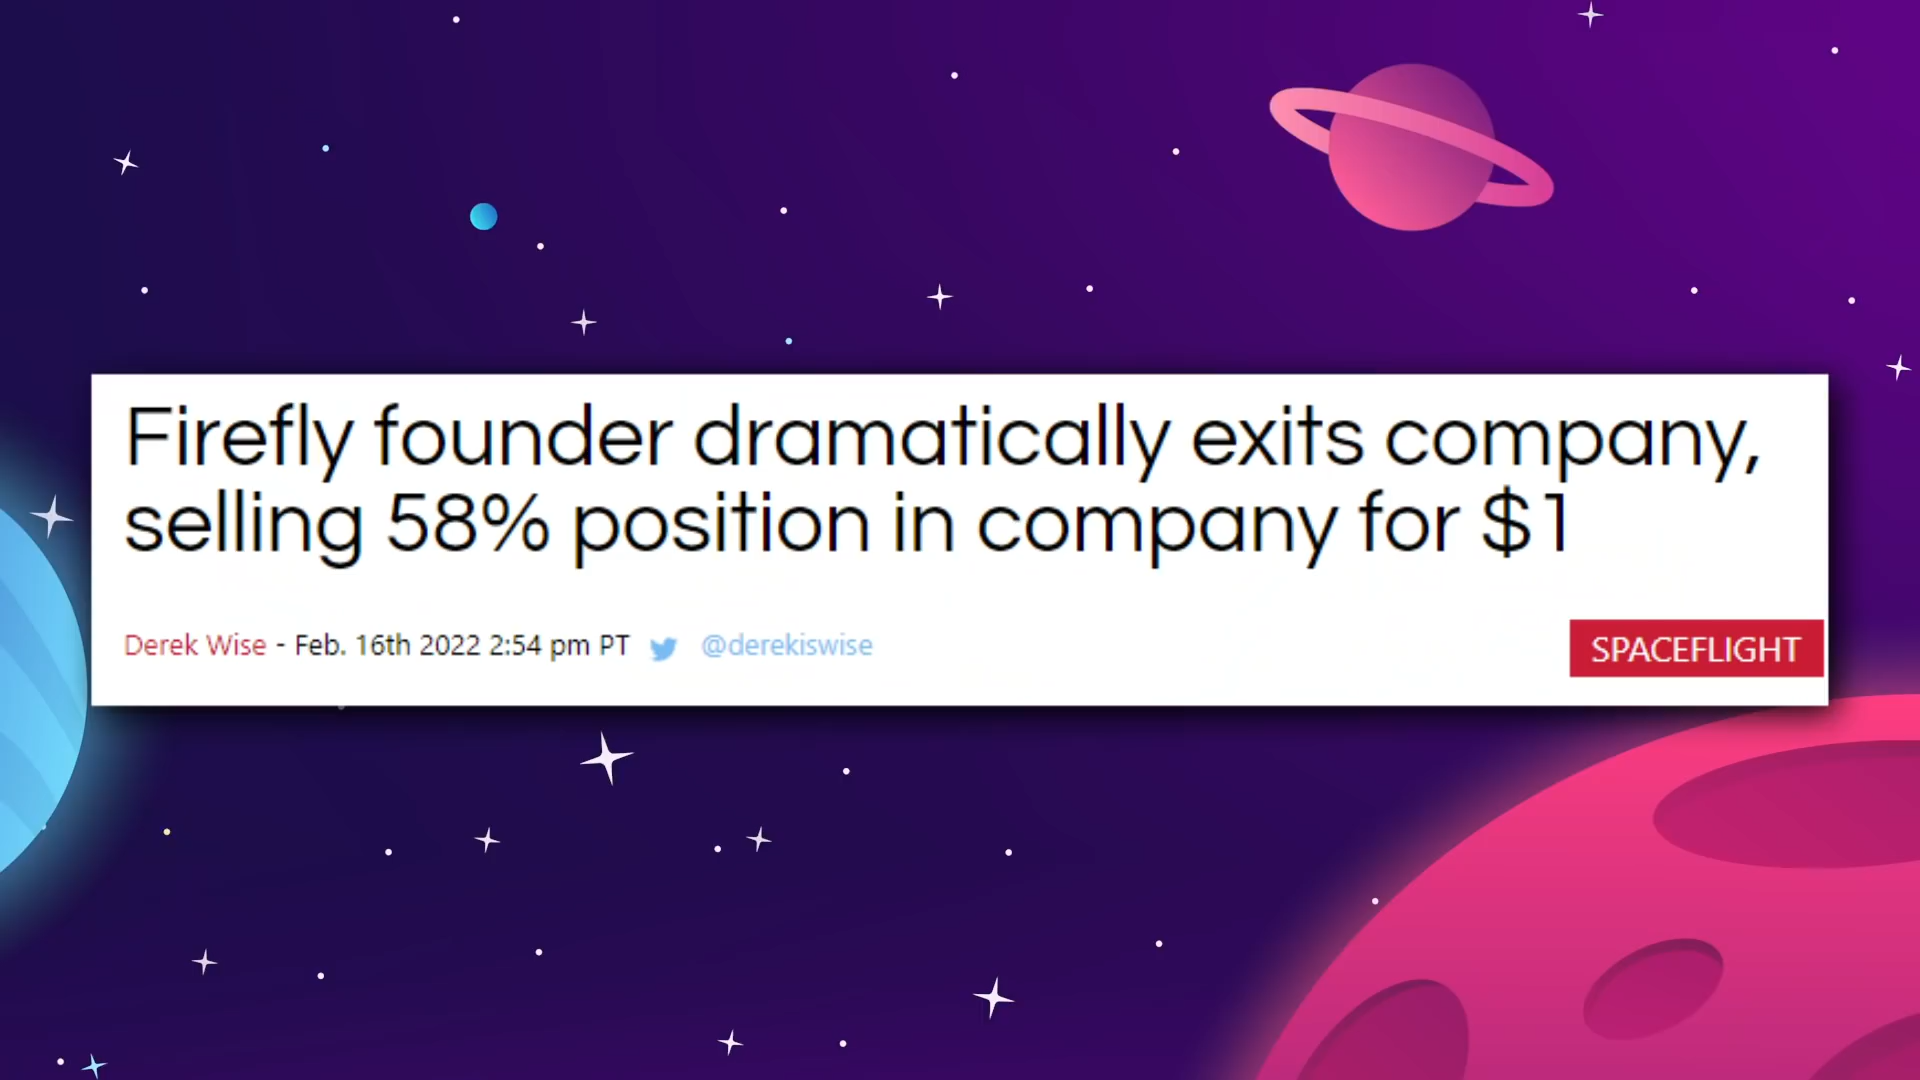 Firefly founder dramatically exits company,
selling 58% position in company for $1
Derek Wise - Feb. 16th 2022 2:54 pm PT @derekiswise
SPACEFLIGHT